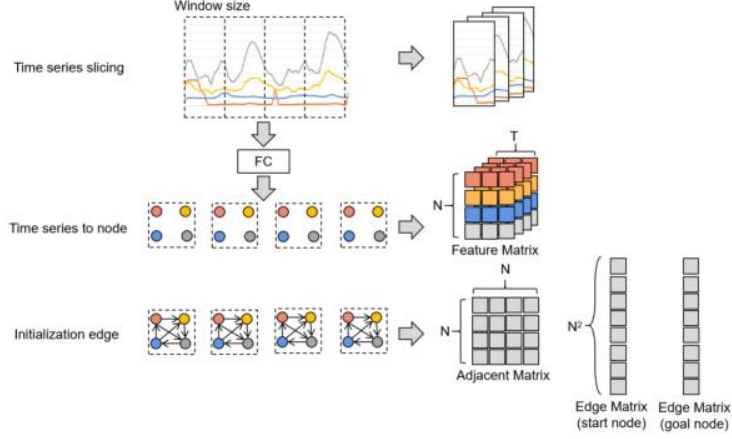 Window size
Time series slicing
FC
T
Time series to node
N
Feature Matrix
N
Initialization edge
N
Adjacent Matrix
N²
Edge Matrix
(start node)
Edge Matrix
(goal node)